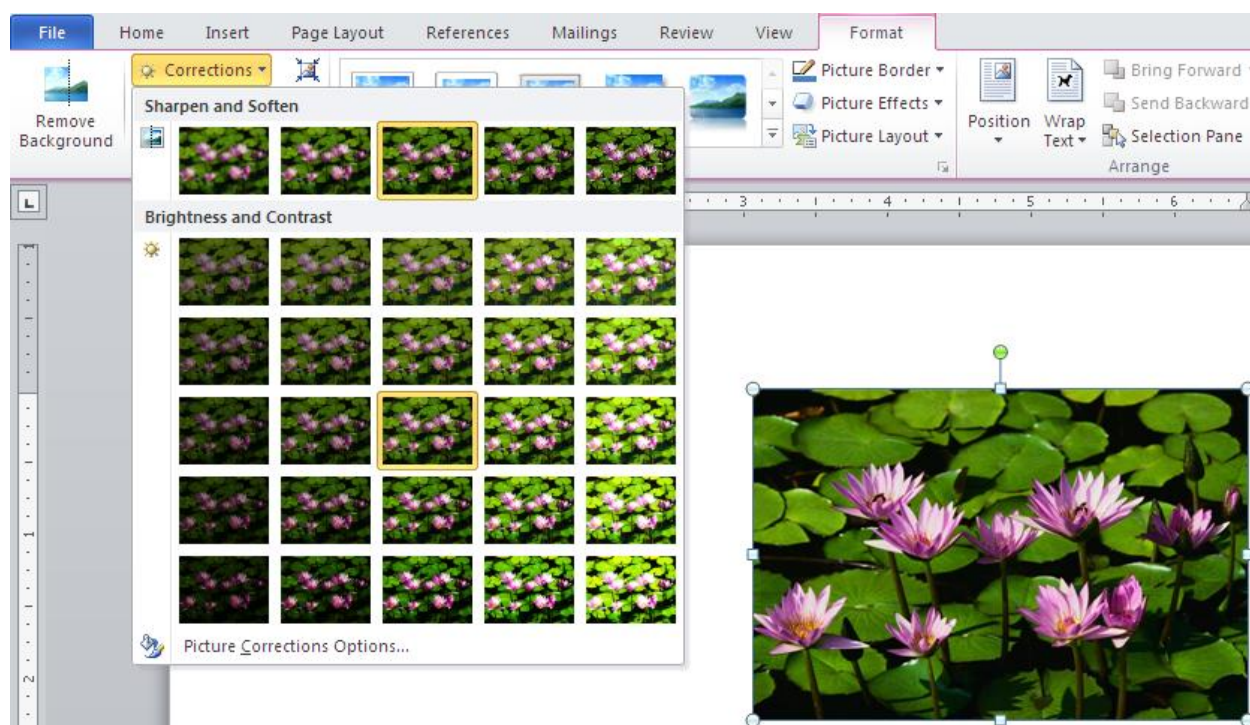 File Home Insert Page Layout References Mailings Review View Format
Corrections
Remove
Background
Picture Border
Picture Effects
Picture Layout
Position
Wrap
Text
Bring Forward
Send Backward
Selection Pane
Arrange
Sharpen and Soften
Brightness and Contrast
Picture Corrections Options...
3 4 5 6
1
2